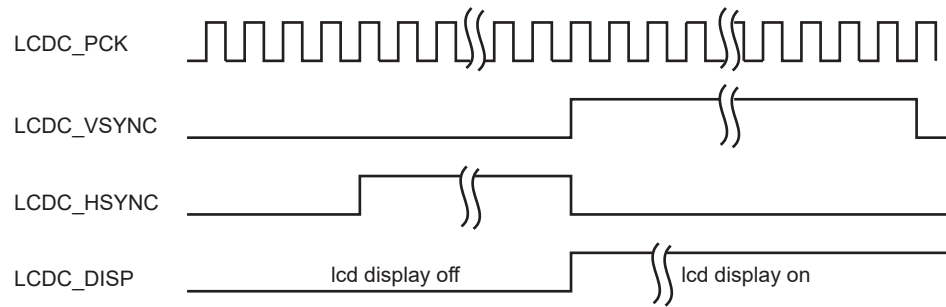 LCDC_PCK
LCDC_VSYNC
LCDC_HSYNC
LCDC_DISP lcd display off lcd display on